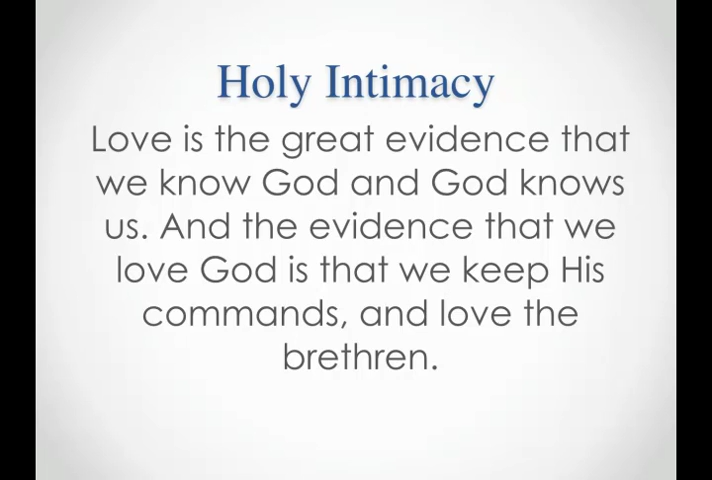 Holy Intimacy
Love is the great evidence that
we know God and God knows
us. And the evidence that we
love God is that we keep His
commands, and love the
brethren.